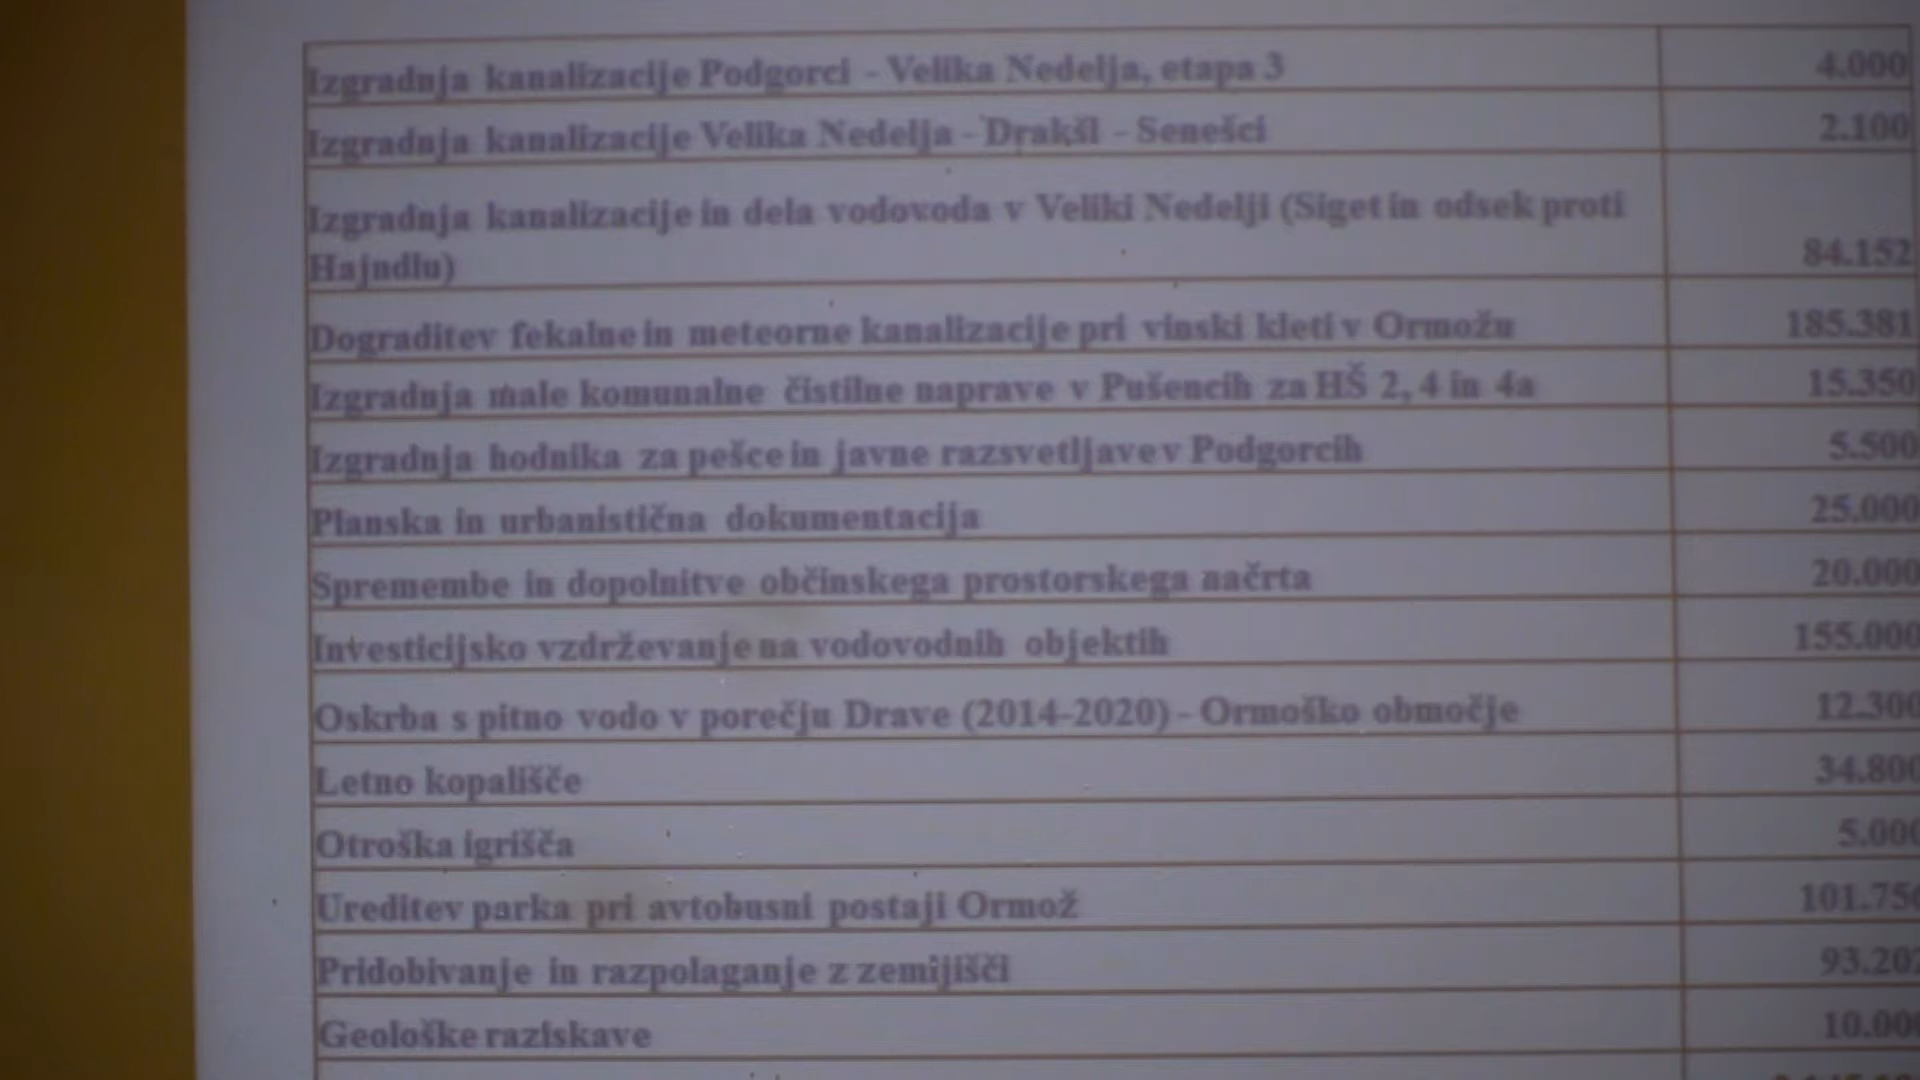 Izgradnja kanalizacije Podgorci - Velika Nedelja, etapa 3 4.000
Izgradnja kanalizacije Velika Nedelja - Drakšl - Senešci 2.100
Izgradnja kanalizacije in dela vodovoda v Veliki Nedelji (Siget in odsek proti
Hajndlu) 84.152
Dograditev fekalne in meteorne kanalizacije pri vinski kleti v Ormožu 185.381
Izgradnja male komunalne čistilne naprave v Pušencih za HŠ 2, 4 in 4a 15.350
Izgradnja hodnika za pešce in javne razsvetljave v Podgorcih 5.500
Planska in urbanistična dokumentacija 25.000
Spremembe in dopolnitve občinskega prostorskega načrta 20.000
Investicijsko vzdrževanje na vodovodnih objektih 155.000
Oskrba s pitno vodo v porečju Drave (2014-2020) - Ormoško območje 12.300
Letno kopališče 34.800
Otroška igrišča 5.000
Ureditev parka pri avtobusni postaji Ormož 101.750
Pridobivanje in razpolaganje z zemljišči 93.202
Geološke raziskave 10.000